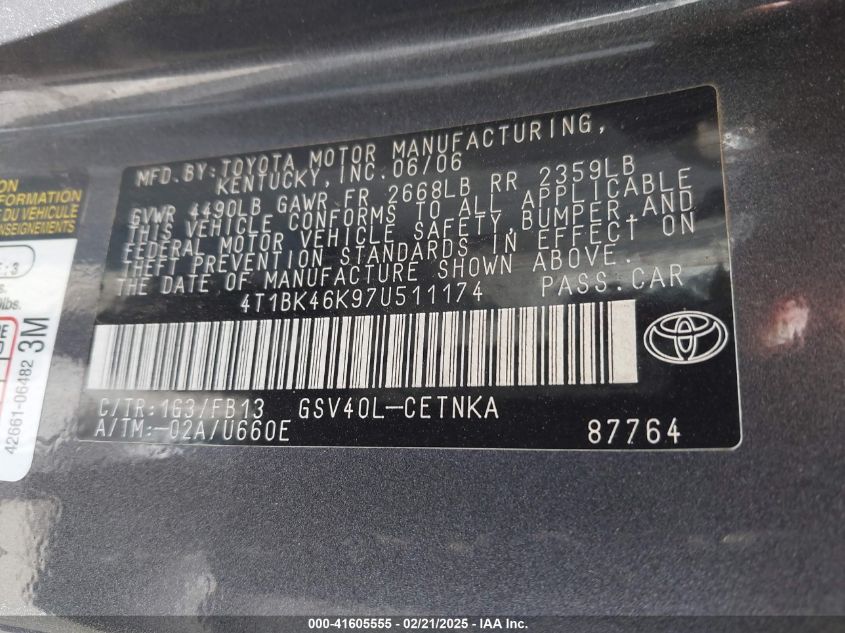 MFD.BY:TOYOTA MOTOR MANUFACTURING,
KENTUCKY, INC. 06/06
GVWR 4490LB GAWR FR 2668LB RR 2359LB
THIS VEHICLE CONFORMS TO ALL APPLICABLE
FEDERAL MOTOR VEHICLE SAFETY, BUMPER, AND
THEFT PREVENTION STANDARDS IN EFFECT ON
THE DATE OF MANUFACTURE SHOWN ABOVE.
4T1BK46K97U511174 PASS.CAR
C/TR:1G3/FB13 GSV40L-CETNKA
A/TM:-02A/U660E 87764
FORMATION
DU VÉHICULE
42661-06482 3M
000-41605555 - 02/21/2025 - IAA Inc.